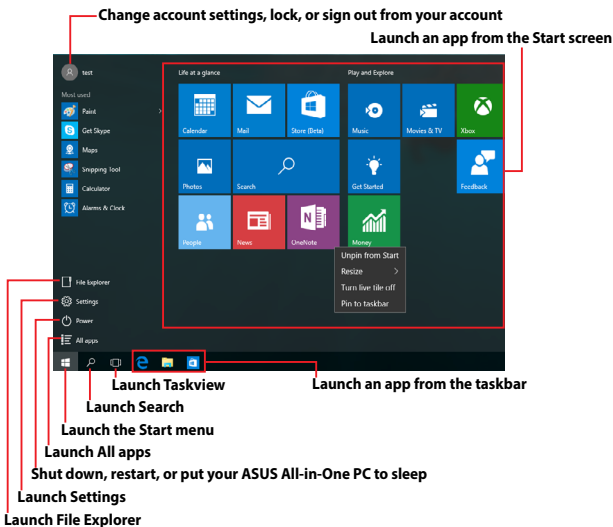 Change account settings, lock, or sign out from your account
Launch an app from the Start screen
test
Life at a glance
Play and Explore
Most used
Paint
Get Skype
Maps
Snipping Tool
Calculator
Alarms & Clock
Calendar
Mail
Store (Beta)
Music
Movies & TV
Xbox
Photos
Search
Get Started
Feedback
People
News
OneNote
Money
Unpin from Start
Resize
Turn live tile off
Pin to taskbar
File Explorer
Settings
Power
All apps
Launch Taskview
Launch an app from the taskbar
Launch Search
Launch the Start menu
Launch All apps
Shut down, restart, or put your ASUS All-in-One PC to sleep
Launch Settings
Launch File Explorer